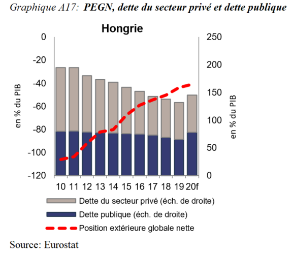 Graphique A17: PEGN, dette du secteur privé et dette publique
Hongrie
0
-20
-40
-60
-80
-100
-120
en % du PIB
250
200
150
100
50
0
en % du PIB
10 11 12 13 14 15 16 17 18 19 20f
Dette du secteur privé (éch. de droite)
Dette publique (éch. de droite)
Position extérieure globale nette
Source: Eurostat